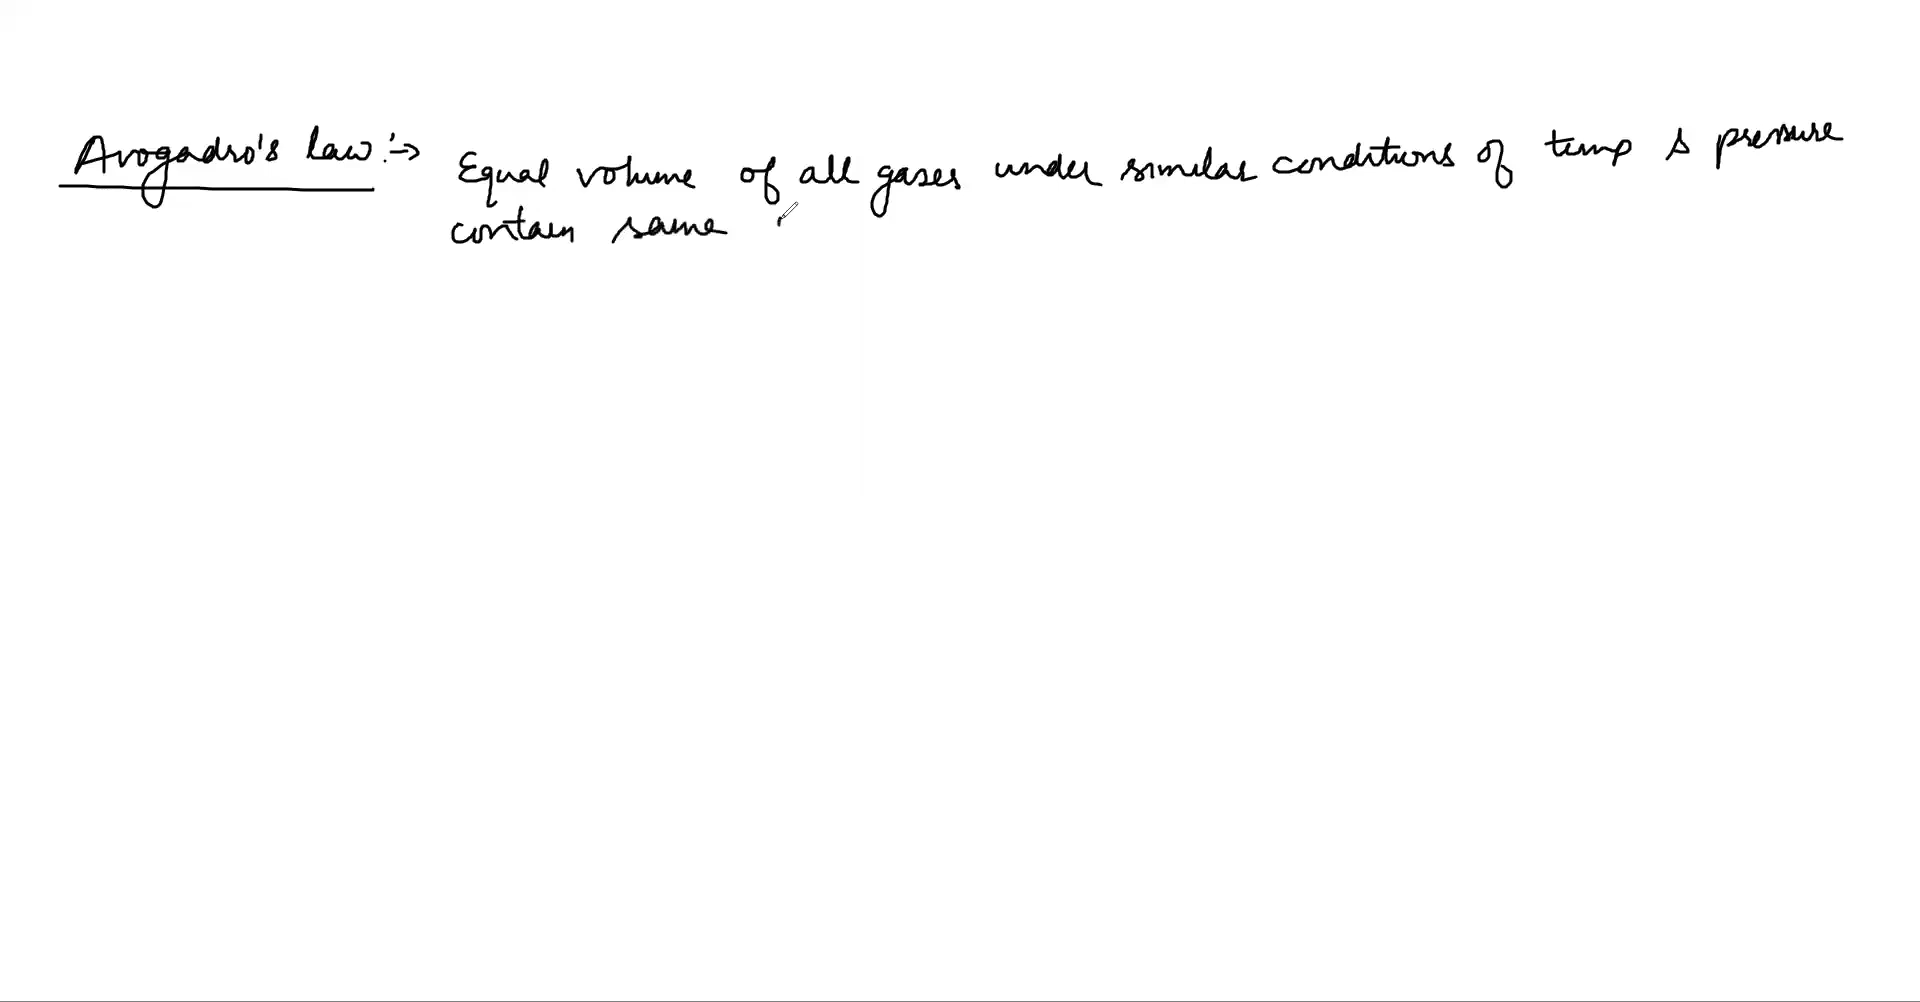 Avogadro's law :→ Equal volume of all gases under similar conditions of temp & pressure
contain same